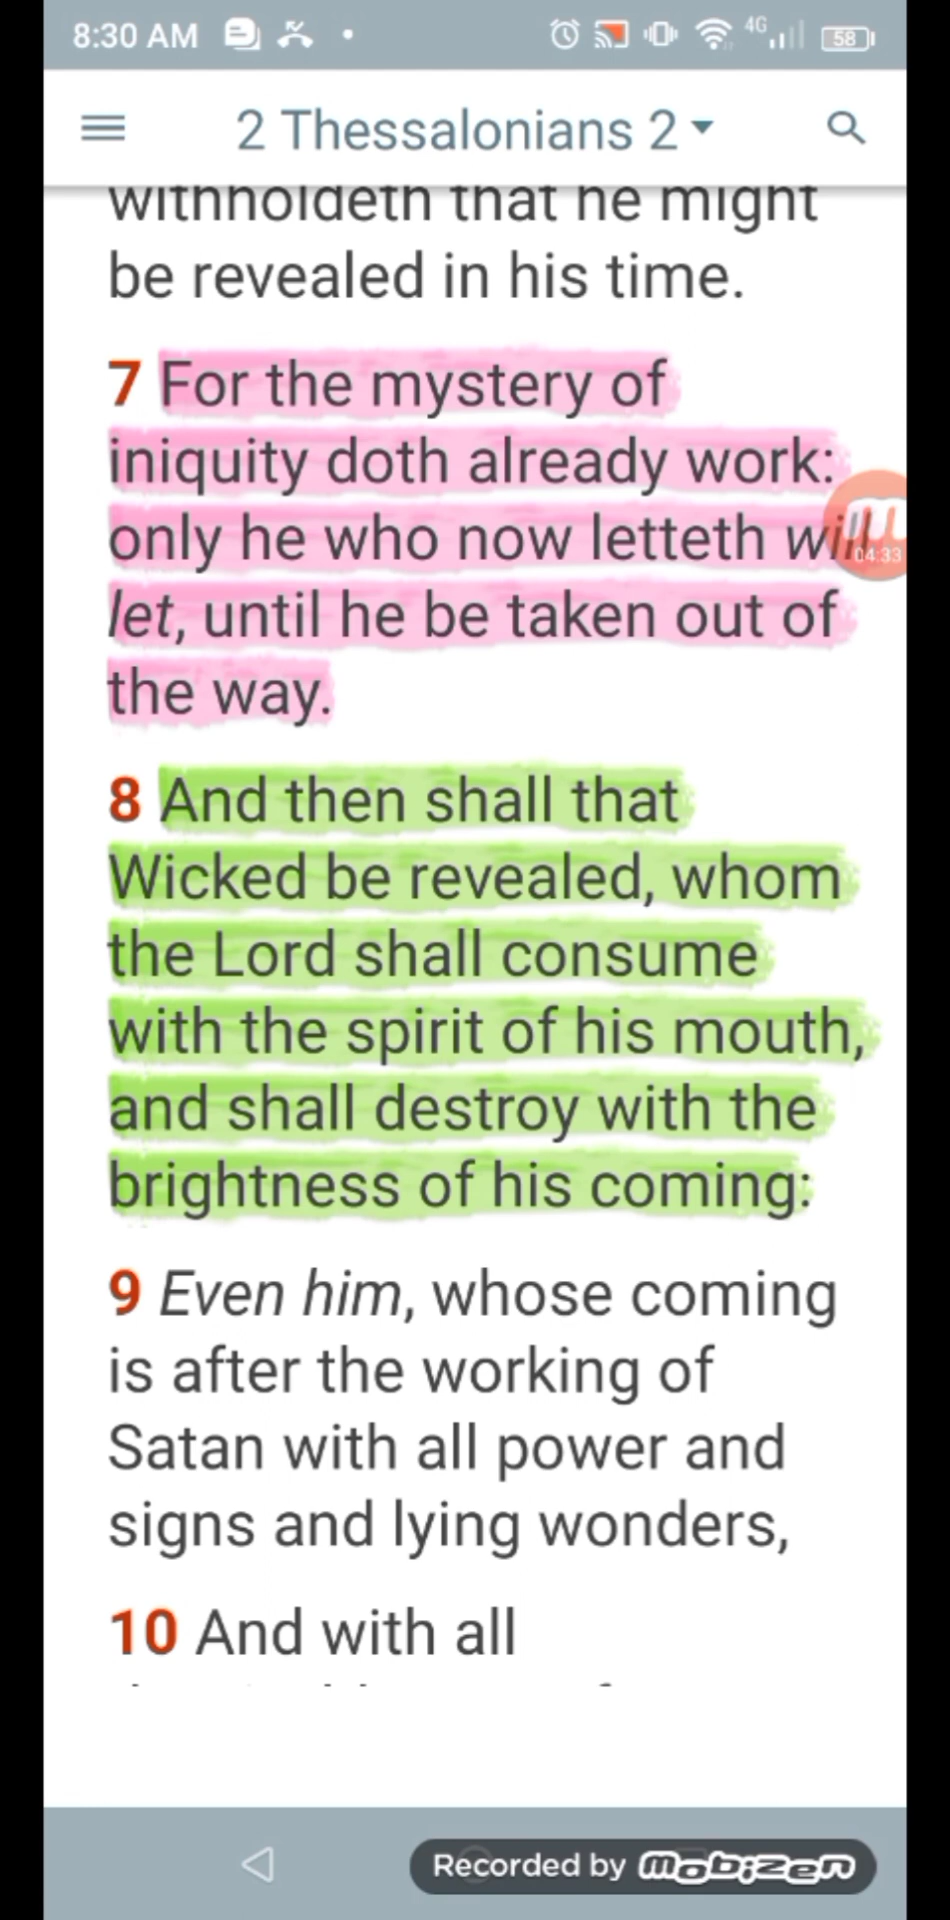 8:30 AM
4G
58
2 Thessalonians 2
withholdeth that he might
be revealed in his time.
7 For the mystery of
iniquity doth already work:
only he who now letteth will
04:33
let, until he be taken out of
the way.
8 And then shall that
Wicked be revealed, whom
the Lord shall consume
with the spirit of his mouth,
and shall destroy with the
brightness of his coming:
9 Even him, whose coming
is after the working of
Satan with all power and
signs and lying wonders,
10 And with all
Recorded by mobizen